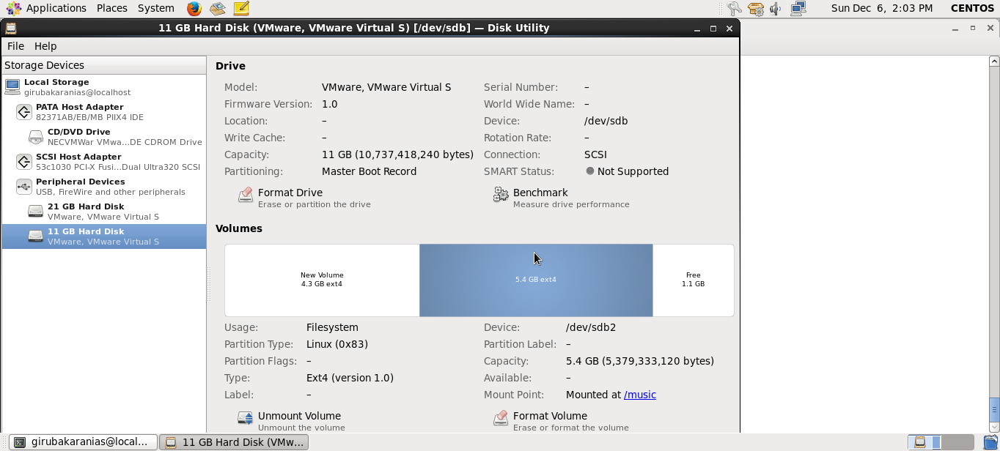 Applications Places System Sun Dec 6, 2:03 PM CENTOS
11 GB Hard Disk (VMware, VMware Virtual S) [/dev/sdb] — Disk Utility
File Help
Storage Devices
Local Storage
girubakaranias@localhost
PATA Host Adapter
82371AB/EB/MB PIIX4 IDE
CD/DVD Drive
NECVMWar VMwa...DE CDROM Drive
SCSI Host Adapter
53c1030 PCI-X Fusi...Dual Ultra320 SCSI
Peripheral Devices
USB, FireWire and other peripherals
21 GB Hard Disk
VMware, VMware Virtual S
11 GB Hard Disk
VMware, VMware Virtual S
Drive
Model: VMware, VMware Virtual S Serial Number: –
Firmware Version: 1.0 World Wide Name: –
Location: – Device: /dev/sdb
Write Cache: – Rotation Rate: –
Capacity: 11 GB (10,737,418,240 bytes) Connection: SCSI
Partitioning: Master Boot Record SMART Status: Not Supported
Format Drive Benchmark
Erase or partition the drive Measure drive performance
Volumes
New Volume
4.3 GB ext4
5.4 GB ext4
Free
1.1 GB
Usage: Filesystem Device: /dev/sdb2
Partition Type: Linux (0x83) Partition Label: –
Partition Flags: – Capacity: 5.4 GB (5,379,333,120 bytes)
Type: Ext4 (version 1.0) Available: –
Label: – Mount Point: Mounted at /music
Unmount Volume Format Volume
Unmount the volume Erase or format the volume
girubakaranias@local... 11 GB Hard Disk (VMw...